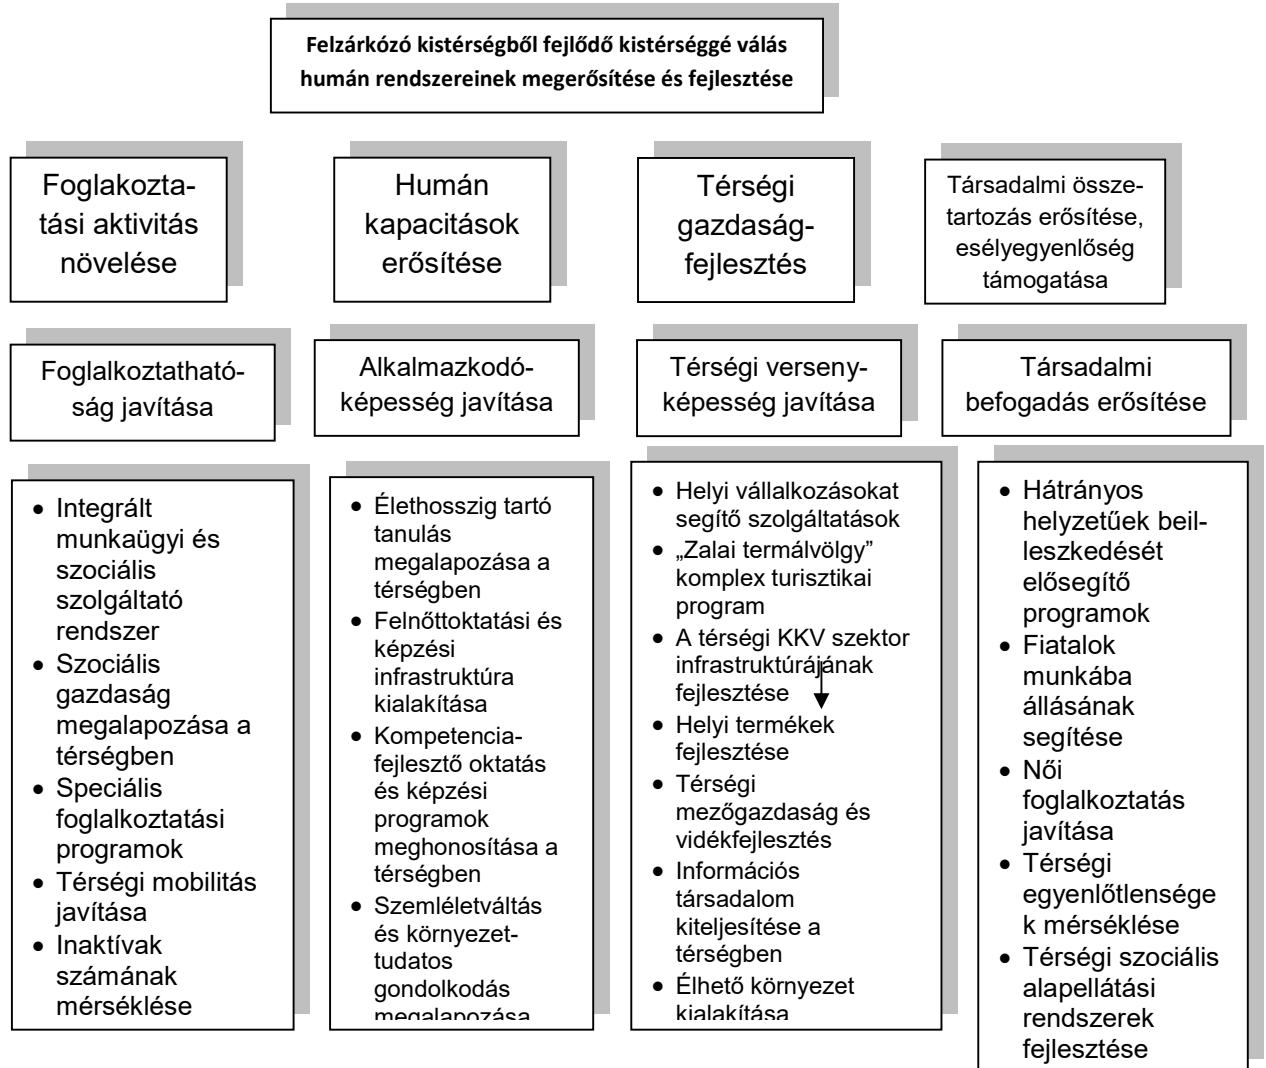 Felzárkózó kistérségből fejlődő kistérséggé válás
humán rendszereinek megerősítése és fejlesztése
Foglakozta-
tási aktivitás
növelése
Humán
kapacitások
erősítése
Térségi
gazdaság-
fejlesztés
Társadalmi össze-
tartozás erősítése,
esélyegyenlőség
támogatása
Foglalkoztatható-
ság javítása
Alkalmazkodó-
képesség javítása
Térségi verseny-
képesség javítása
Társadalmi
befogadás erősítése
• Integrált
munkaügyi és
szociális
szolgáltató
rendszer
• Szociális
gazdaság
megalapozása a
térségben
• Speciális
foglalkoztatási
programok
• Térségi mobilitás
javítása
• Inaktívak
számának
mérséklése
• Élethosszig tartó
tanulás
megalapozása a
térségben
• Felnőttoktatási és
képzési
infrastruktúra
kialakítása
• Kompetencia-
fejlesztő oktatás
és képzési
programok
meghonosítása a
térségben
• Szemléletváltás
és környezet-
tudatos
gondolkodás
megalapozása
• Helyi vállalkozásokat
segítő szolgáltatások
• „Zalai termálvölgy”
komplex turisztikai
program
• A térségi KKV szektor
infrastruktúrájának
fejlesztése
• Helyi termékek
fejlesztése
• Térségi
mezőgazdaság és
vidékfejlesztés
• Információs
társadalom
kiteljesítése a
térségben
• Élhető környezet
kialakítása
• Hátrányos
helyzetűek beil-
leszkedését
elősegítő
programok
• Fiatalok
munkába
állásának
segítése
• Női
foglalkoztatás
javítása
• Térségi
egyenlőtlensége
k mérséklése
• Térségi szociális
alapellátási
rendszerek
fejlesztése